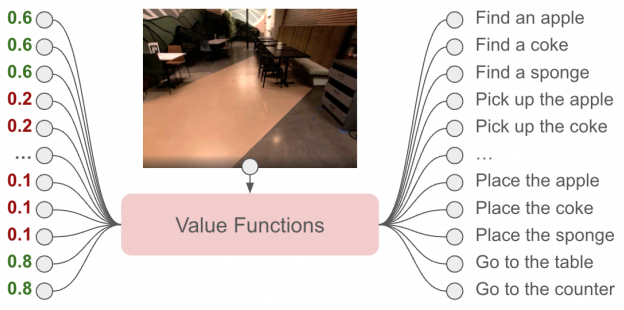 0.6
0.6
0.6
0.2
0.2
...
0.1
0.1
0.1
0.8
0.8
Value Functions
Find an apple
Find a coke
Find a sponge
Pick up the apple
Pick up the coke
...
Place the apple
Place the coke
Place the sponge
Go to the table
Go to the counter